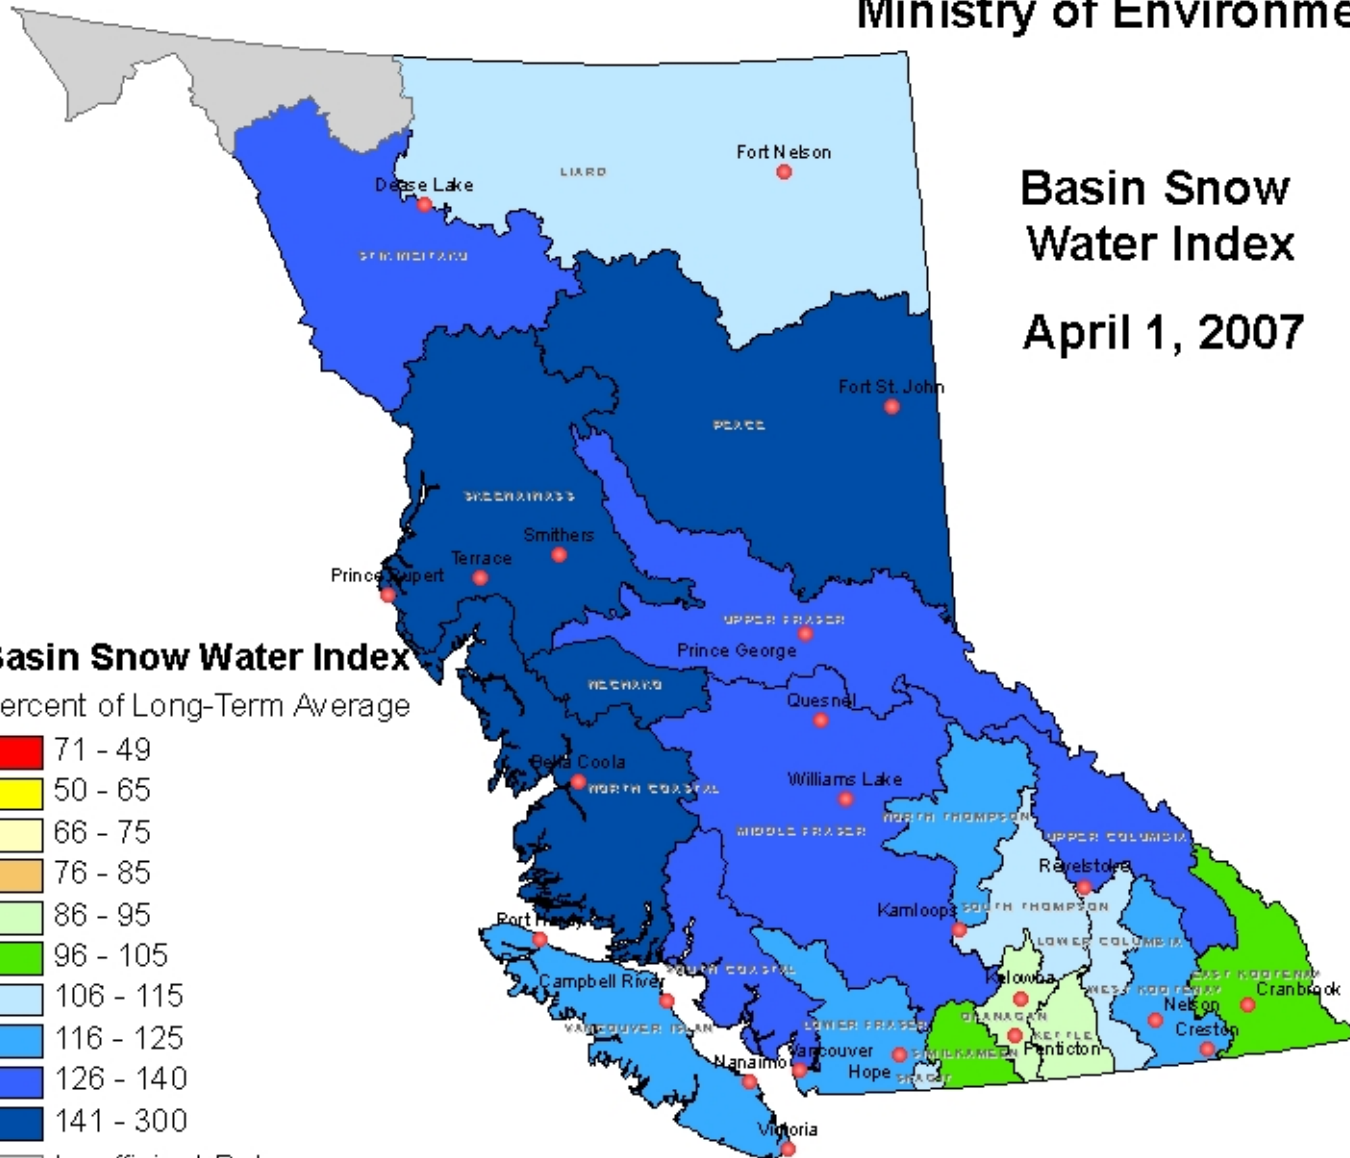 Ministry of Environme
Basin Snow
Water Index
April 1, 2007
Fort Nelson
LIARD
Dease Lake
Fort St. John
PEACE
Smithers
Terrace
Prince Rupert
UPPER FRASER
Prince George
NECHAKO
Quesnel
Bella Coola
NORTH COASTAL
Williams Lake
NORTH THOMPSON
MIDDLE FRASER
UPPER COLUMBIA
Revelstoke
Kamloops
SOUTH THOMPSON
Port Hardy
LOWER COLUMBIA
SOUTH COASTAL
EAST KOOTENAY
Campbell River
Kelowna
WEST KOOTENAY
Cranbrook
Nelson
OKANAGAN
VANCOUVER ISLAN
LOWER FRASER
Creston
KETTLE
Vancouver
SIMILKAMEEN
Penticton
Nanaimo
Hope
SKAGIT
Victoria
Basin Snow Water Index
ercent of Long-Term Average
71 - 49
50 - 65
66 - 75
76 - 85
86 - 95
96 - 105
106 - 115
116 - 125
126 - 140
141 - 300